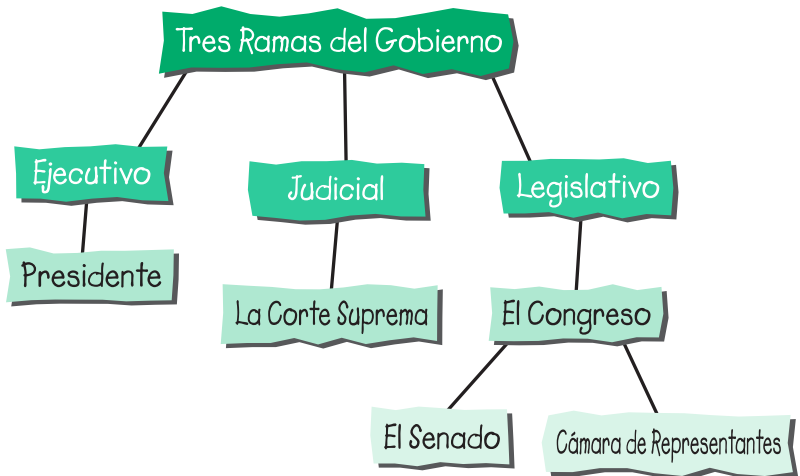 Tres Ramas del Gobierno
Ejecutivo
Judicial
Legislativo
Presidente
La Corte Suprema
El Congreso
El Senado
Cámara de Representantes